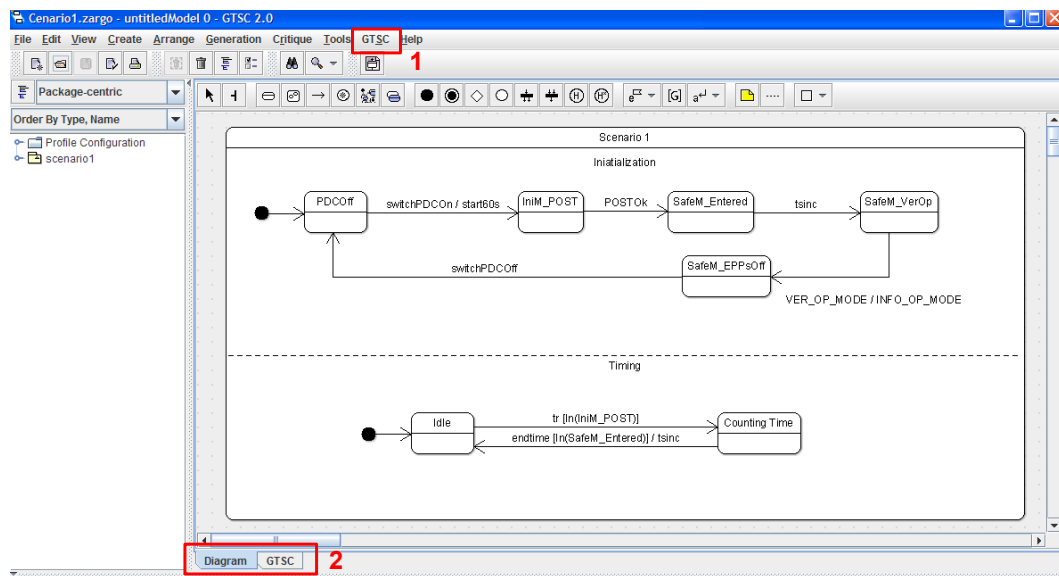 Cenario1.zargo - untitledModel 0 - GTSC 2.0
File Edit View Create Arrange Generation Critique Tools GTSC Help
1
Package-centric
Order By Type, Name
Profile Configuration
scenario1
Scenario 1
Iniatialization
PDCOff
switchPDCOn / start60s
IniM_POST
POSTOk
SafeM_Entered
tsinc
SafeM_VerOp
switchPDCOff
SafeM_EPPsOff
VER_OP_MODE / INFO_OP_MODE
Timing
Idle
tr [In(IniM_POST)]
Counting Time
endtime [In(SafeM_Entered)] / tsinc
Diagram GTSC 2